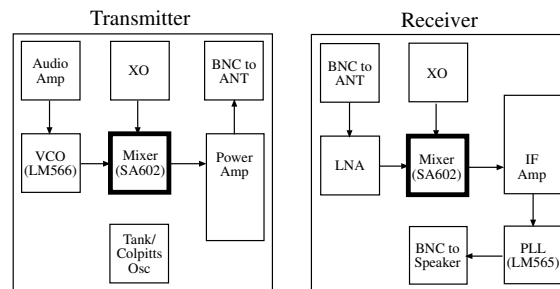 Transmitter
Audio
Amp
XO
BNC to
ANT
VCO
(LM566)
Mixer
(SA602)
Power
Amp
Tank/
Colpitts
Osc
Receiver
BNC to
ANT
XO
LNA
Mixer
(SA602)
IF
Amp
BNC to
Speaker
PLL
(LM565)